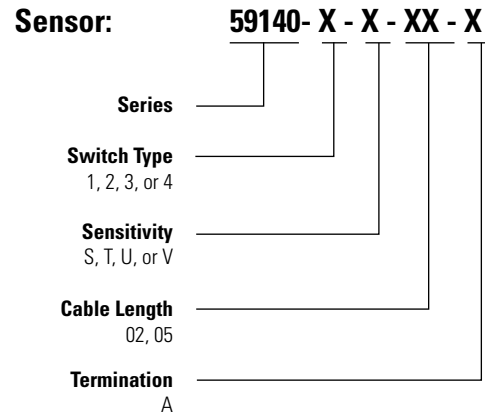 Sensor: 59140- X - X - XX - X
Series
Switch Type
1, 2, 3, or 4
Sensitivity
S, T, U, or V
Cable Length
02, 05
Termination
A